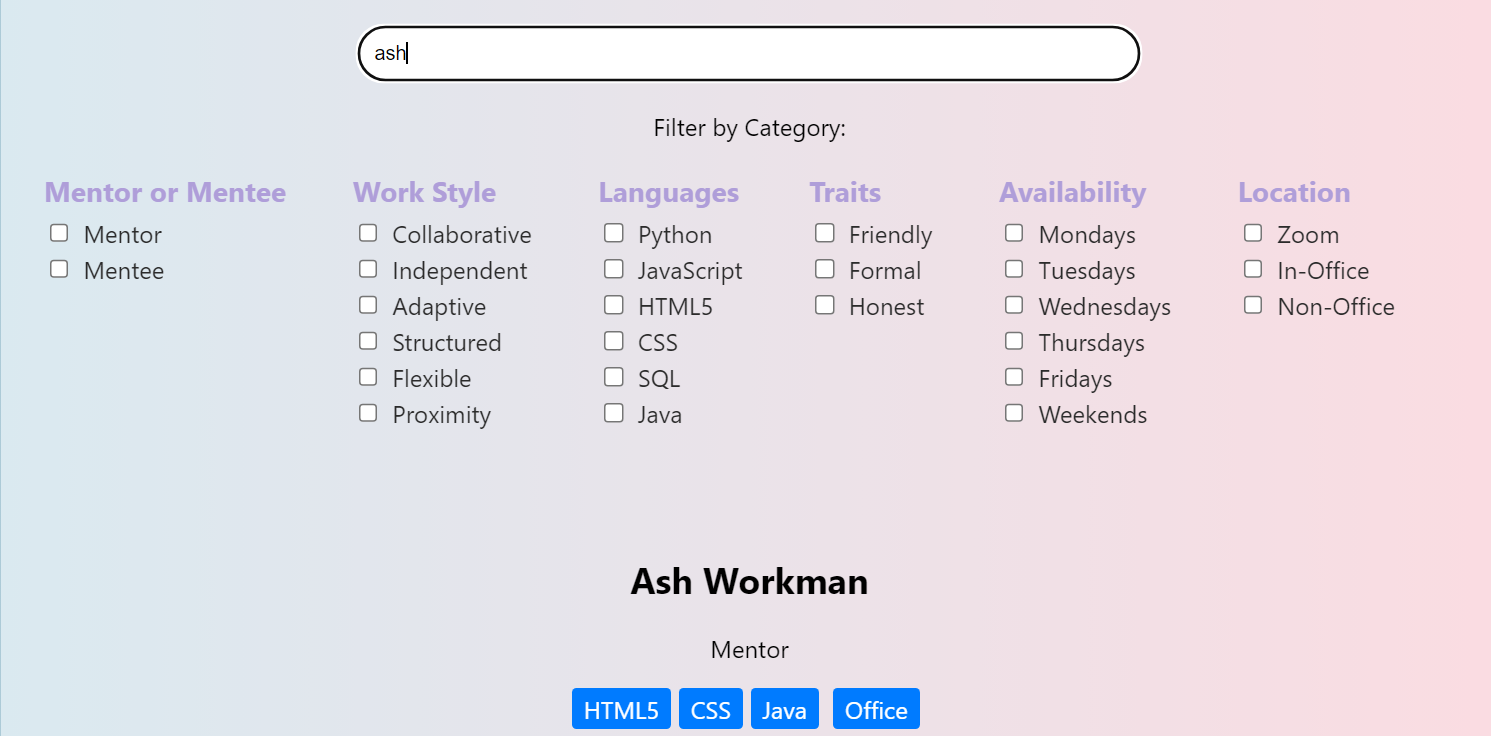 ash
Filter by Category:
Mentor or Mentee
Mentor
Mentee
Work Style
Collaborative
Independent
Adaptive
Structured
Flexible
Proximity
Languages
Python
JavaScript
HTML5
CSS
SQL
Java
Traits
Friendly
Formal
Honest
Availability
Mondays
Tuesdays
Wednesdays
Thursdays
Fridays
Weekends
Location
Zoom
In-Office
Non-Office
Ash Workman
Mentor
HTML5 CSS Java Office